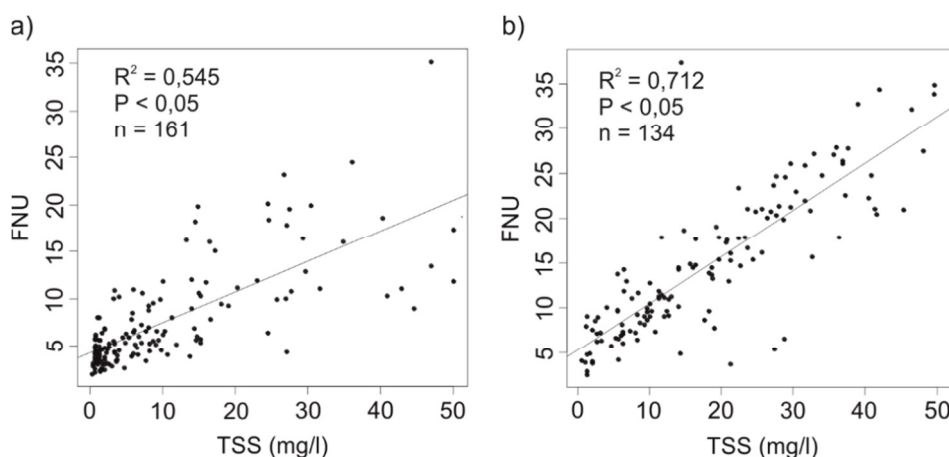 a)
R² = 0,545
P < 0,05
n = 161
FNU
35
30
25
20
15
10
5
0 10 20 30 40 50
TSS (mg/l)
b)
R² = 0,712
P < 0,05
n = 134
FNU
35
30
25
20
15
10
5
0 10 20 30 40 50
TSS (mg/l)